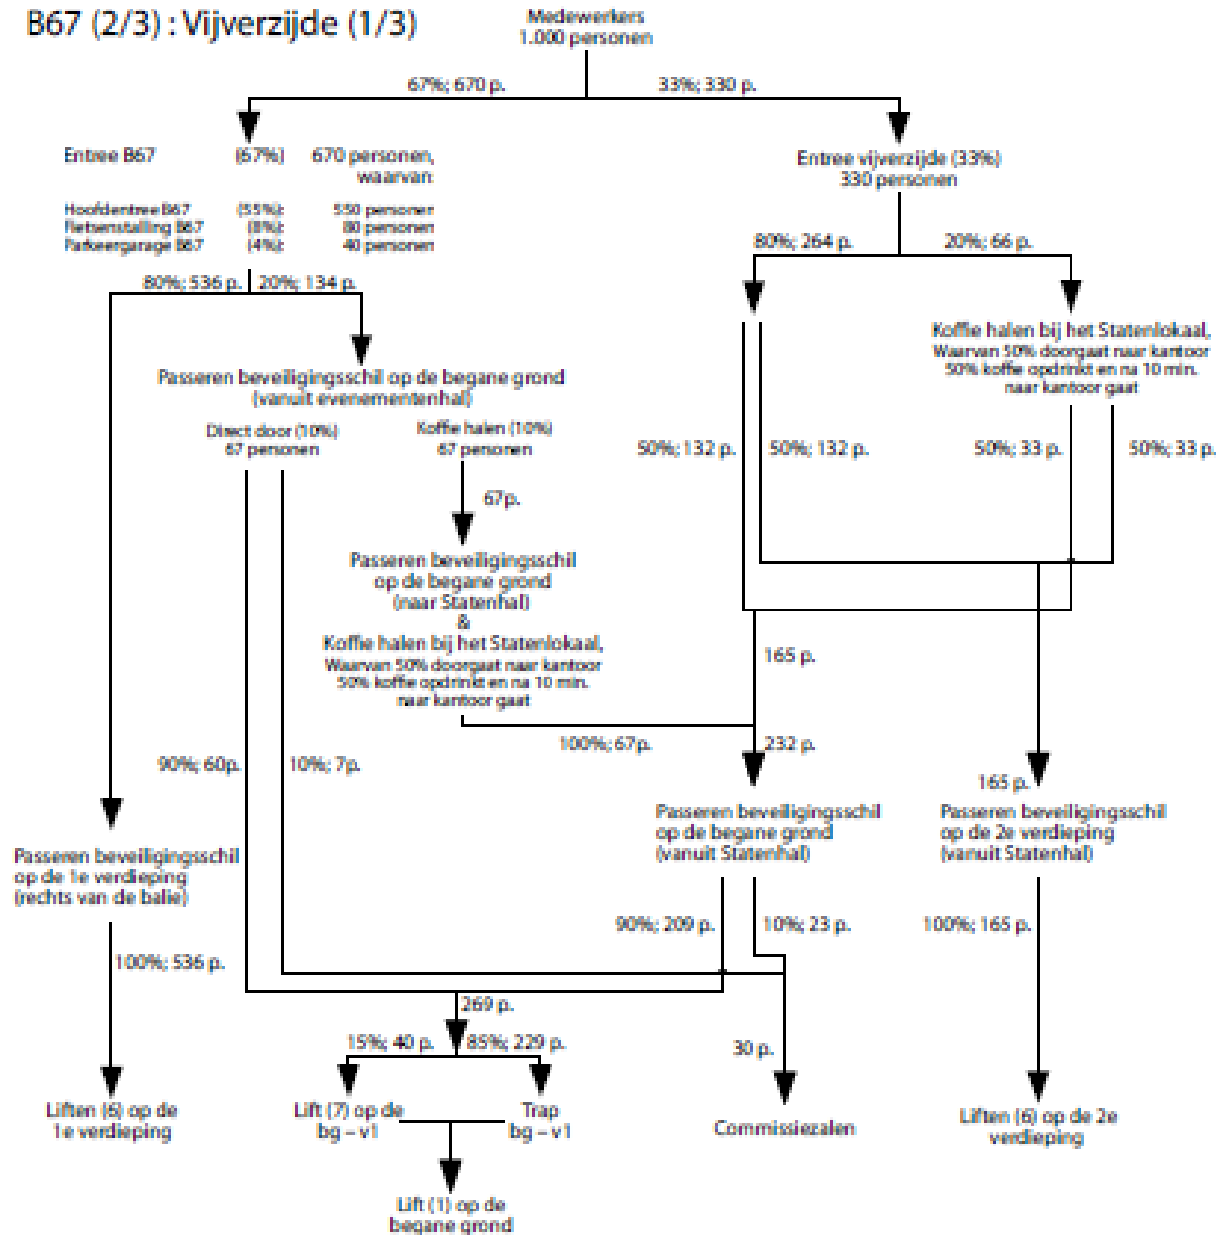 B67 (2/3) : Vijverzijde (1/3)
Medewerkers
1.000 personen
67%; 670 p.
33%; 330 p.
Entree B67 (67%) 670 personen,
waarvan
Hoofdentree B67 (55%): 550 personen
Fietsenstalling B67 (8%): 80 personen
Parkeergarage B67 (4%): 40 personen
Entree vijverzijde (33%)
330 personen
80%; 264 p.
20%; 66 p.
80%; 536 p.
20%; 134 p.
Koffie halen bij het Statenlokaal,
Waarvan 50% doorgaat naar kantoor
50% koffie opdrinkt en na 10 min.
naar kantoor gaat
Passeren beveiligingsschil op de begane grond
(vanuit evenementenhal)
Direct door (10%)
67 personen
Koffie halen (10%)
67 personen
50%; 132 p.
50%; 132 p.
50%; 33 p.
50%; 33 p.
67p.
Passeren beveiligingsschil
op de begane grond
(naar Statenhal)
&
Koffie halen bij het Statenlokaal,
Waarvan 50% doorgaat naar kantoor
50% koffie opdrinkt en na 10 min.
naar kantoor gaat
165 p.
100%; 67p.
232 p.
90%; 60p.
10%; 7p.
165 p.
Passeren beveiligingsschil
op de begane grond
(vanuit Statenhal)
Passeren beveiligingsschil
op de 2e verdieping
(vanuit Statenhal)
Passeren beveiligingsschil
op de 1e verdieping
(rechts van de balie)
90%; 209 p.
10%; 23 p.
100%; 165 p.
100%; 536 p.
269 p.
15%; 40 p.
85%; 229 p.
30 p.
Liften (6) op de
1e verdieping
Lift (7) op de
bg – v1
Trap
bg – v1
Commissiezalen
Liften (6) op de 2e
verdieping
Lift (1) op de
begane grond